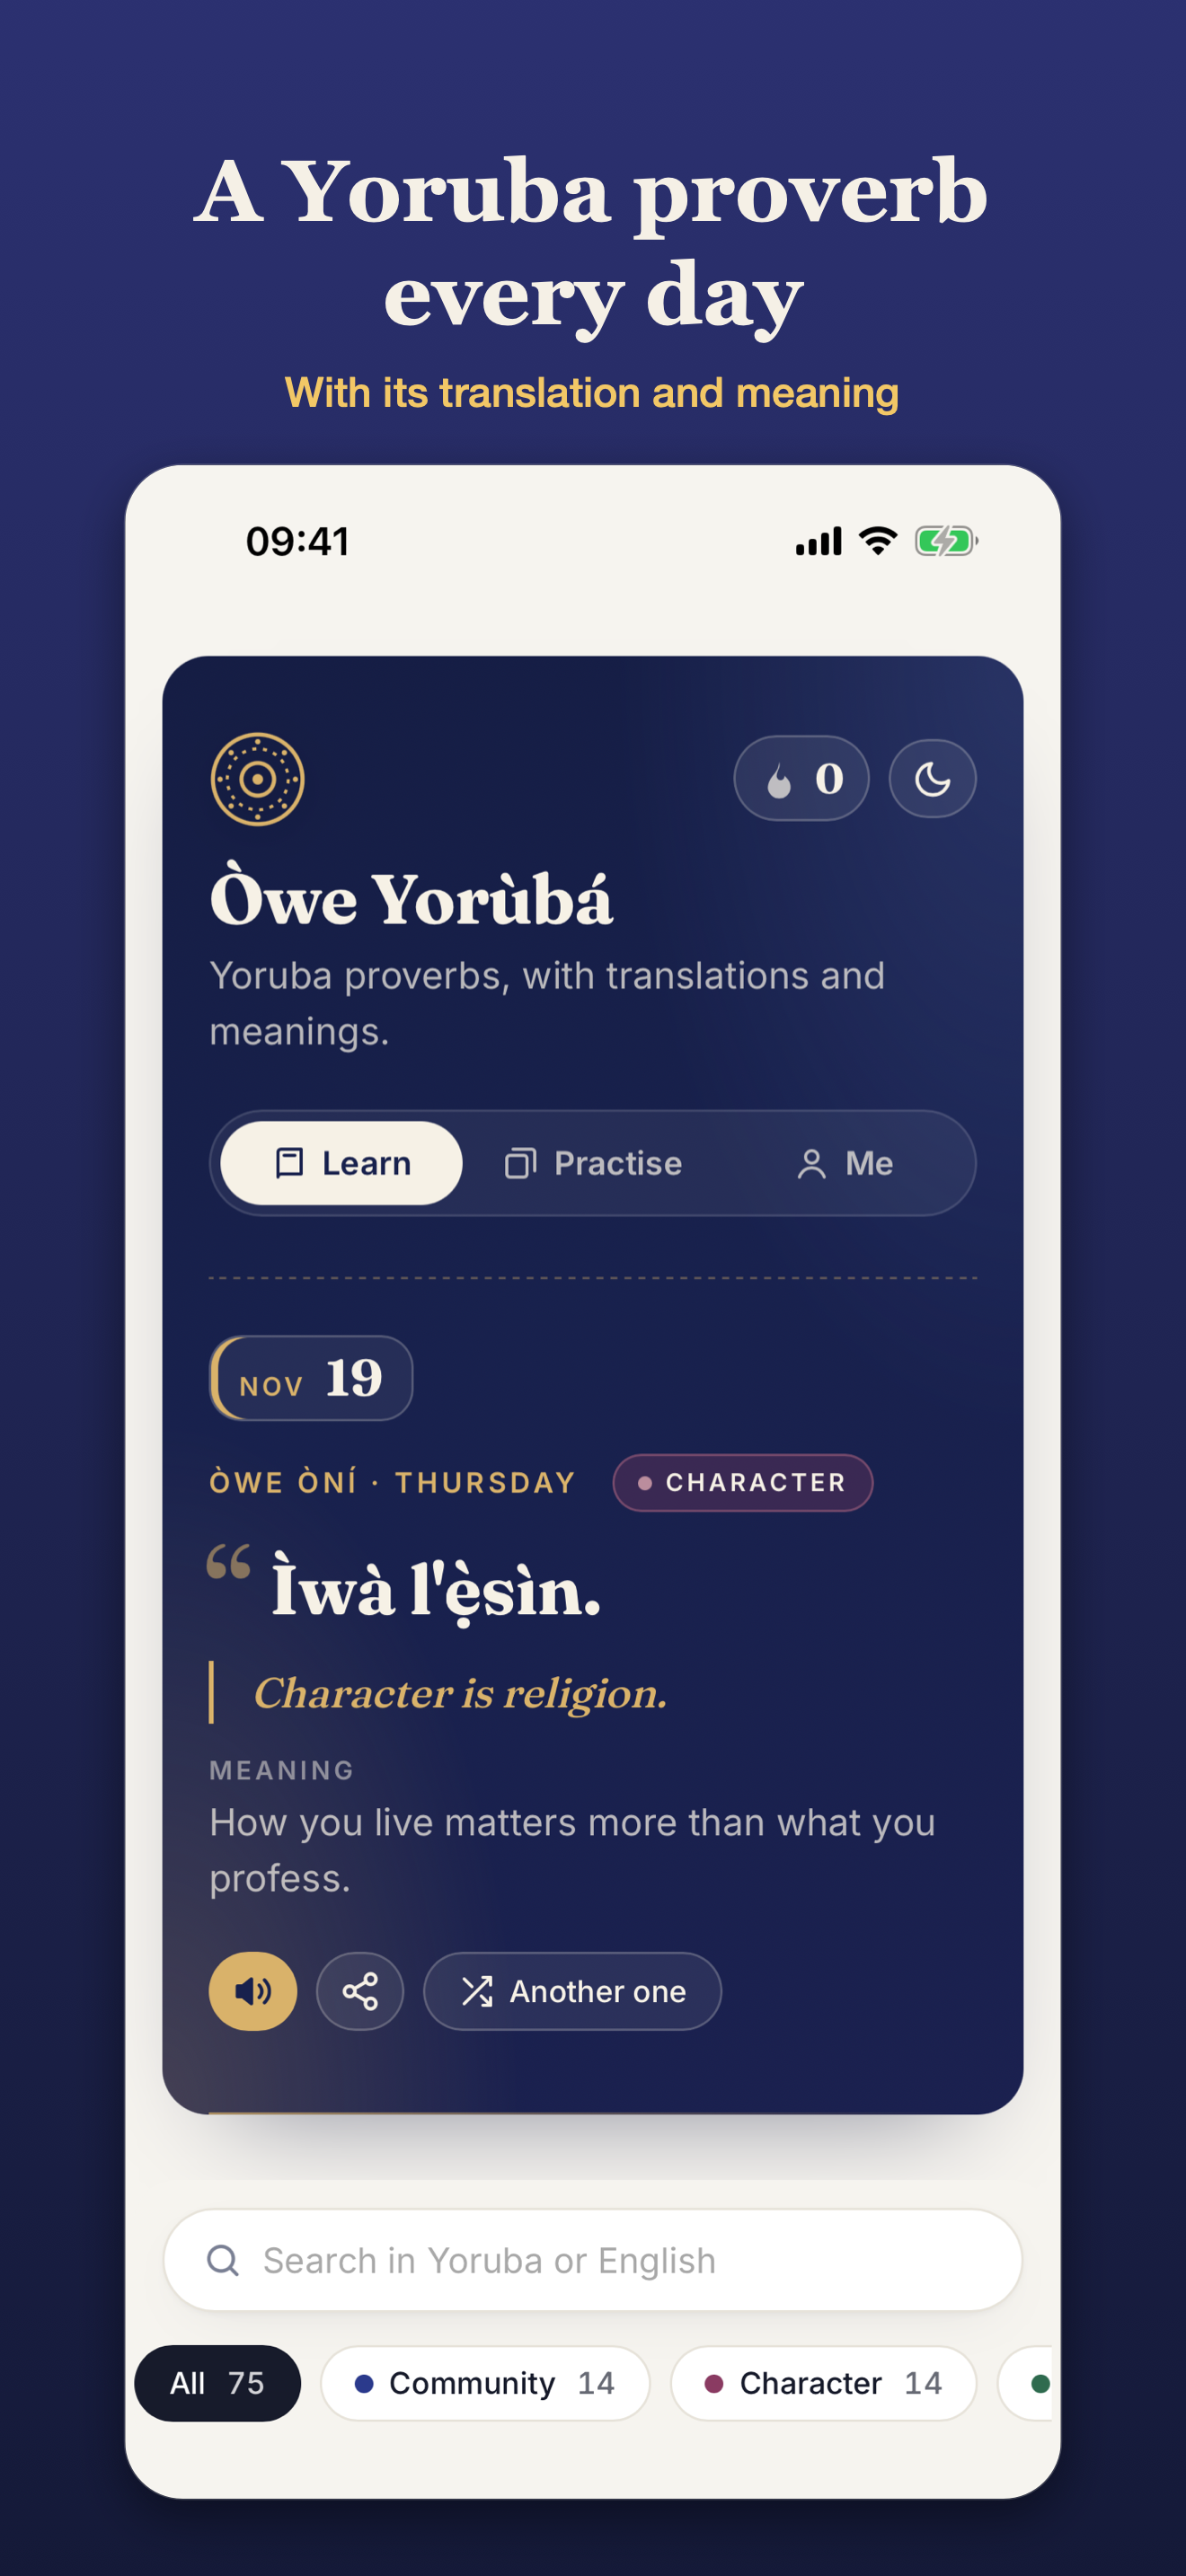 A Yoruba proverb
every day
With its translation and meaning
09:41
0
Òwe Yorùbá
Yoruba proverbs, with translations and
meanings.
Learn Practise Me
NOV 19
ÒWE ÒNÍ · THURSDAY CHARACTER
“ Ìwà l'ẹ̀sìn.
Character is religion.
MEANING
How you live matters more than what you
profess.
Another one
Search in Yoruba or English
All 75 Community 14 Character 14